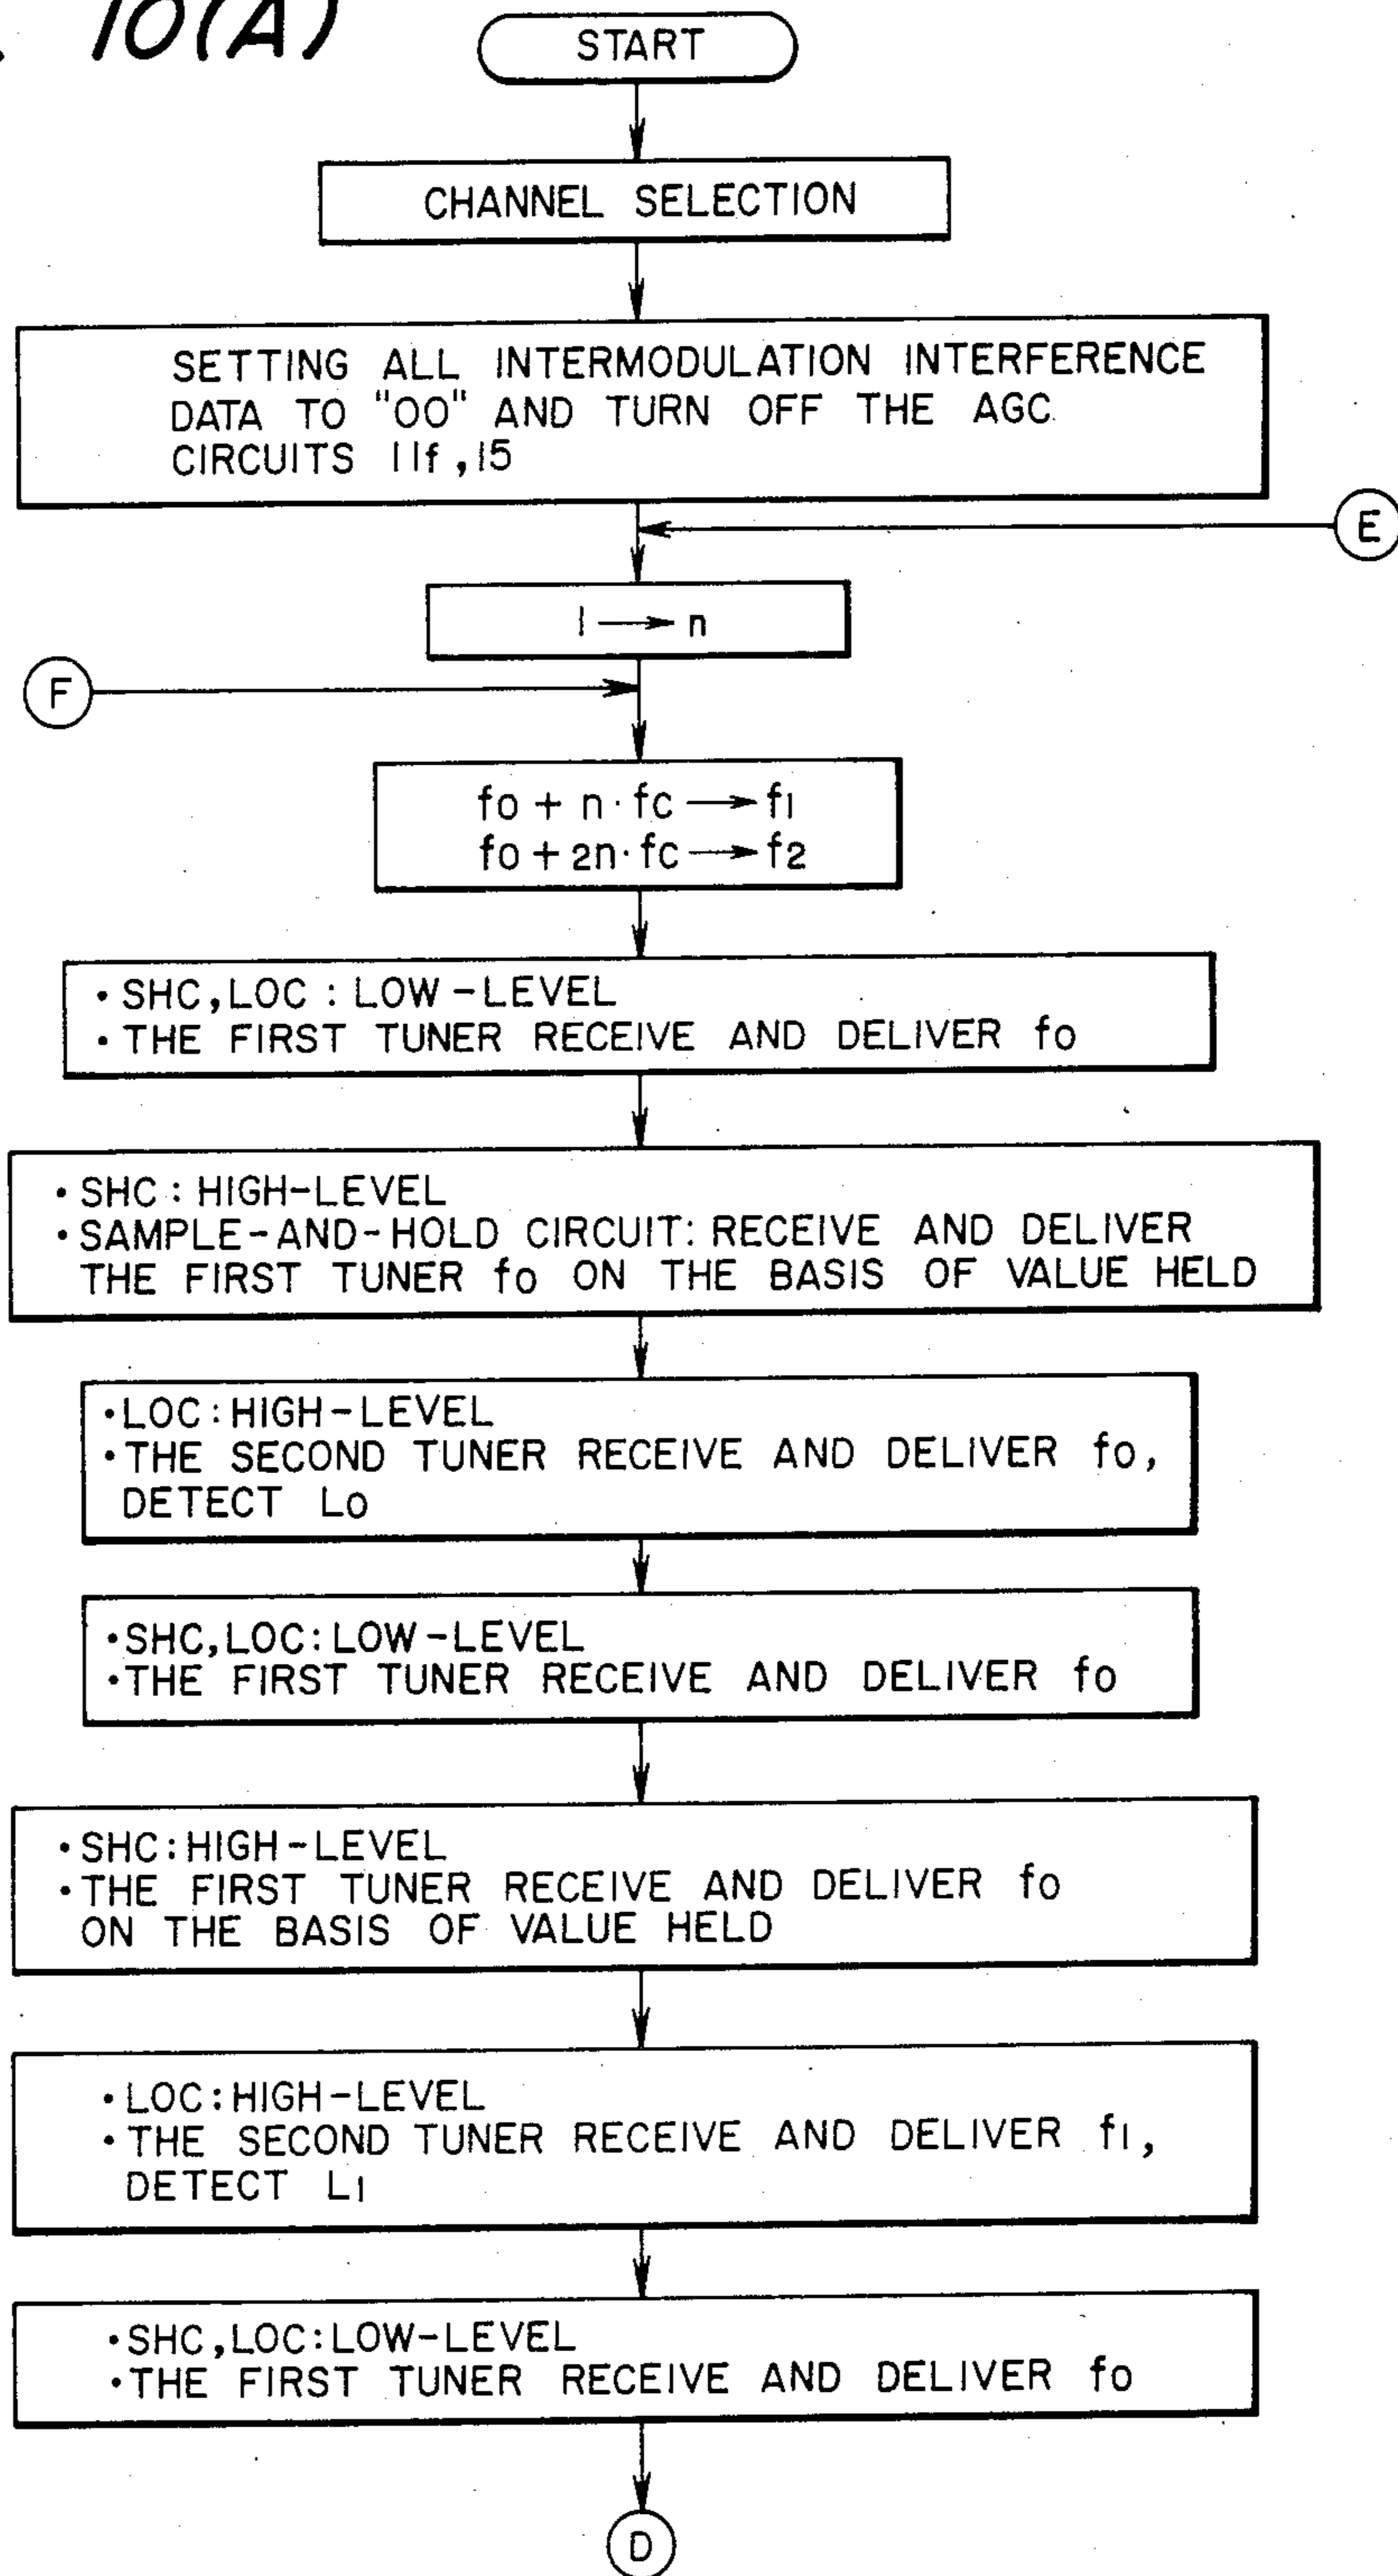 10(A)
START
CHANNEL SELECTION
SETTING ALL INTERMODULATION INTERFERENCE
DATA TO "00" AND TURN OFF THE AGC
CIRCUITS 11f, 15
E
1 → n
F
fo + n · fc → f1
fo + 2n · fc → f2
• SHC, LOC : LOW-LEVEL
• THE FIRST TUNER RECEIVE AND DELIVER fo
• SHC : HIGH-LEVEL
• SAMPLE-AND-HOLD CIRCUIT: RECEIVE AND DELIVER
THE FIRST TUNER fo ON THE BASIS OF VALUE HELD
• LOC : HIGH-LEVEL
• THE SECOND TUNER RECEIVE AND DELIVER fo,
DETECT Lo
• SHC, LOC : LOW-LEVEL
• THE FIRST TUNER RECEIVE AND DELIVER fo
• SHC : HIGH-LEVEL
• THE FIRST TUNER RECEIVE AND DELIVER fo
ON THE BASIS OF VALUE HELD
• LOC : HIGH-LEVEL
• THE SECOND TUNER RECEIVE AND DELIVER f1,
DETECT L1
• SHC, LOC : LOW-LEVEL
• THE FIRST TUNER RECEIVE AND DELIVER fo
D